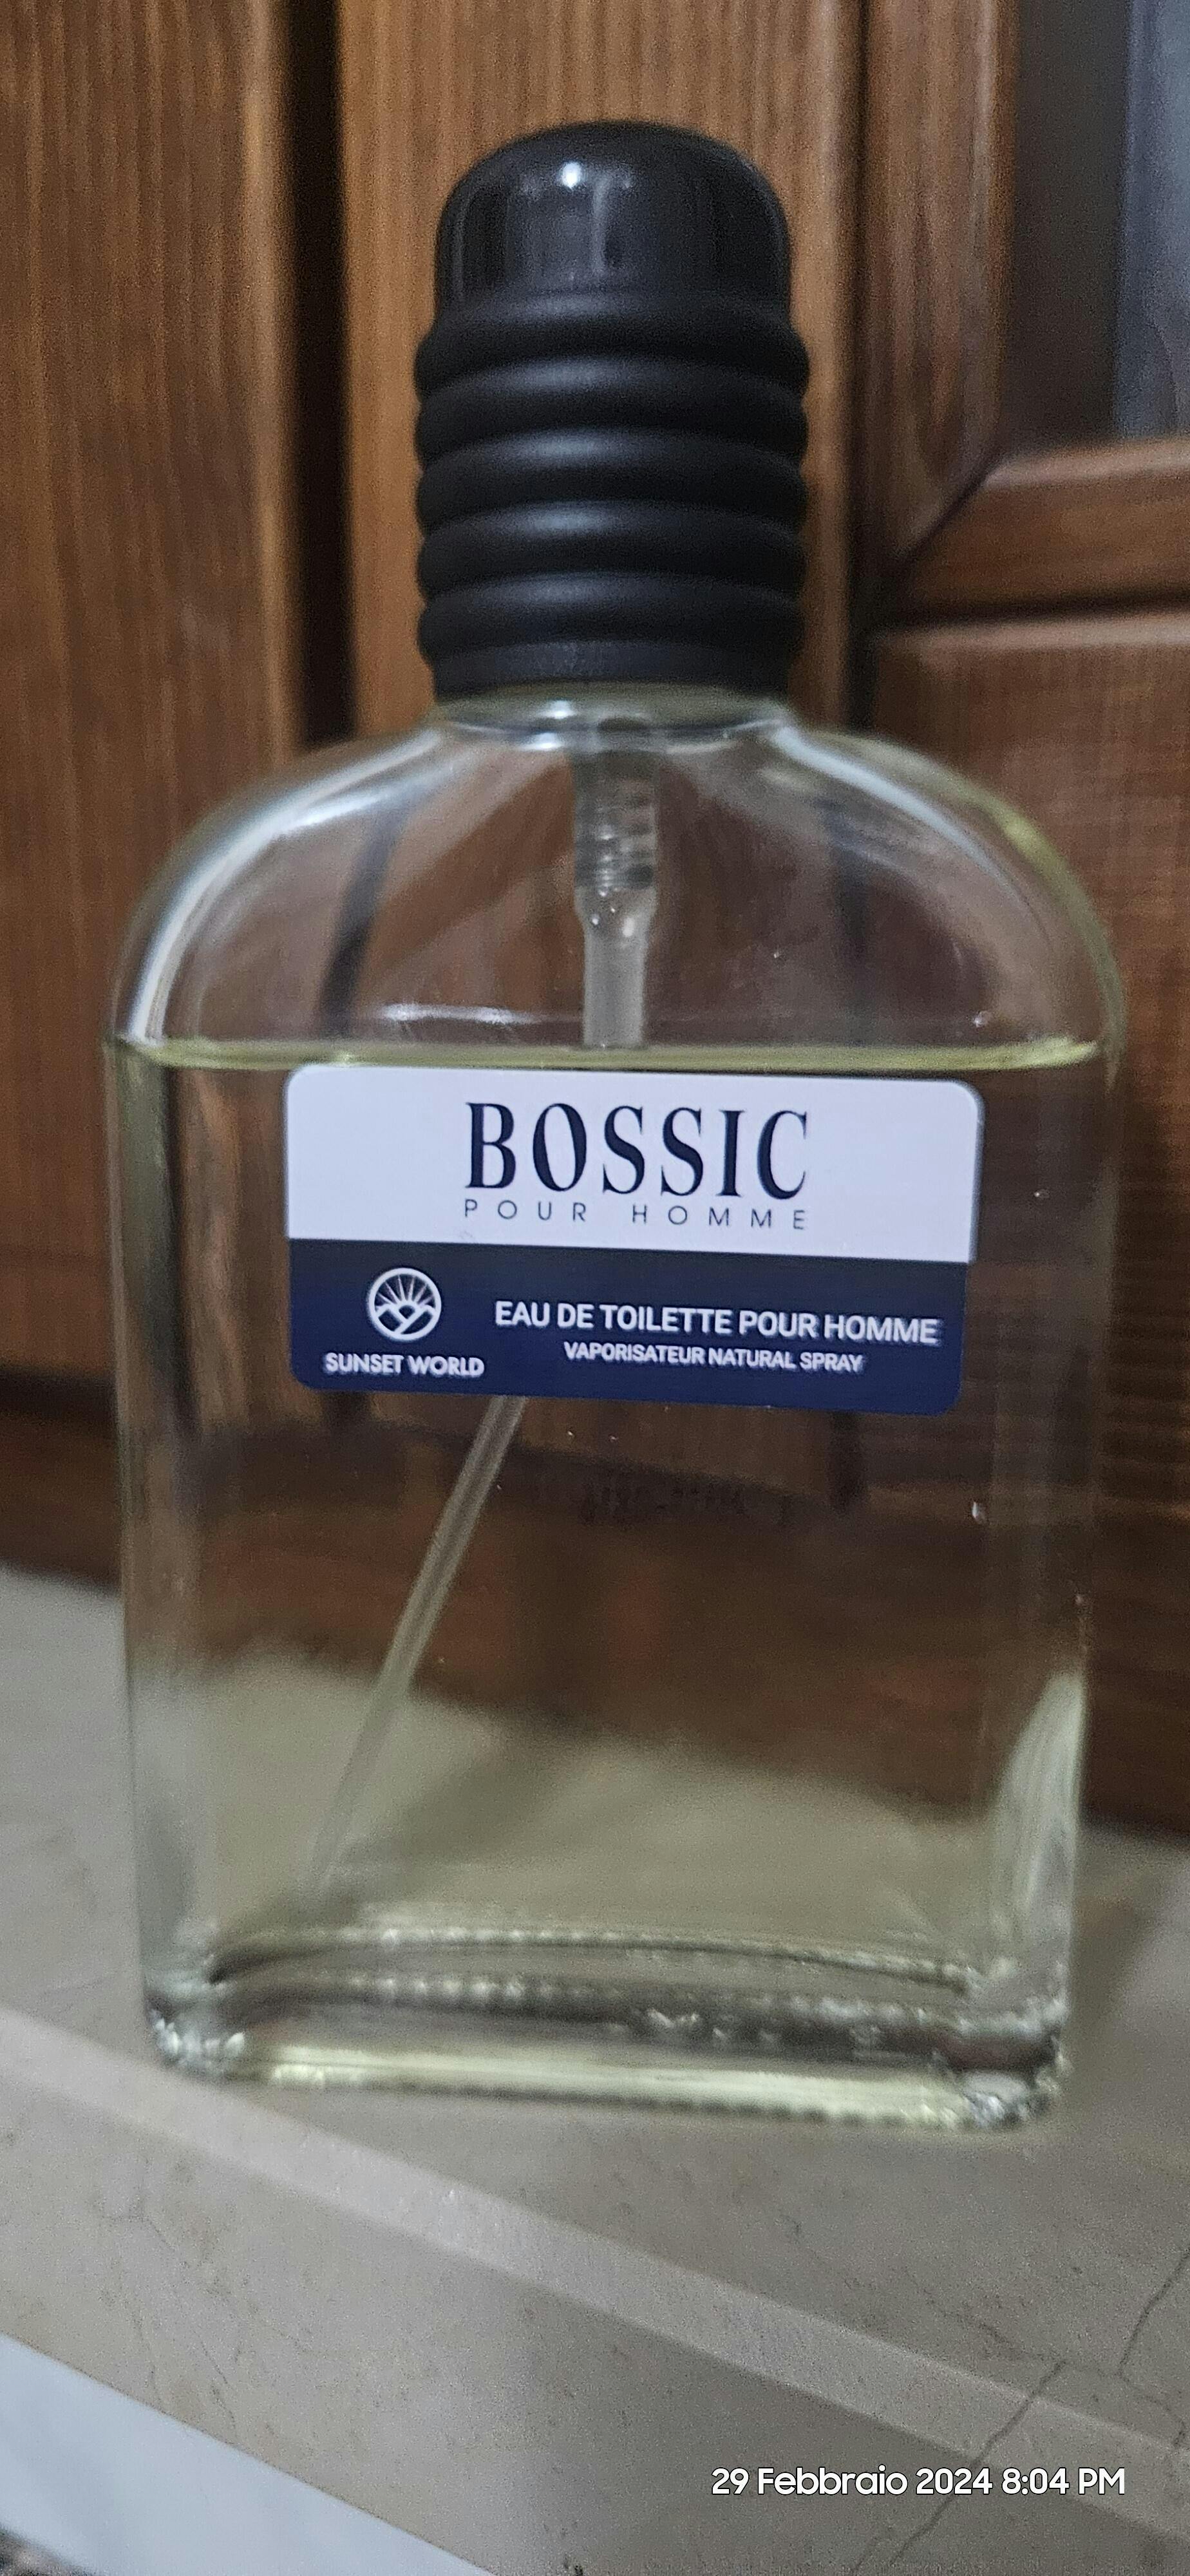 BOSSIC
POUR HOMME
SUNSET WORLD
EAU DE TOILETTE POUR HOMME
VAPORISATEUR NATURAL SPRAY
29 Febbraio 2024 8:04 PM